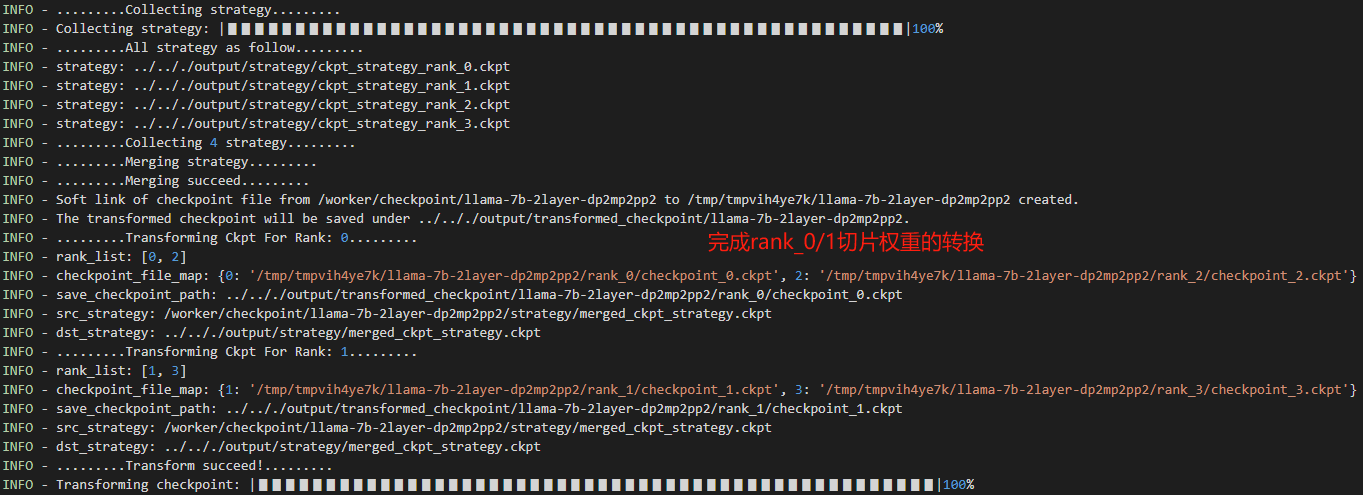 INFO - .........Collecting strategy.........
INFO - Collecting strategy: |██████████████████████████████████████████████████|100%
INFO - .........All strategy as follow.........
INFO - strategy: ../.././output/strategy/ckpt_strategy_rank_0.ckpt
INFO - strategy: ../.././output/strategy/ckpt_strategy_rank_1.ckpt
INFO - strategy: ../.././output/strategy/ckpt_strategy_rank_2.ckpt
INFO - strategy: ../.././output/strategy/ckpt_strategy_rank_3.ckpt
INFO - .........Collecting 4 strategy.........
INFO - .........Merging strategy.........
INFO - .........Merging succeed.........
INFO - Soft link of checkpoint file from /worker/checkpoint/llama-7b-2layer-dp2mp2pp2 to /tmp/tmpvih4ye7k/llama-7b-2layer-dp2mp2pp2 created.
INFO - The transformed checkpoint will be saved under ../.././output/transformed_checkpoint/llama-7b-2layer-dp2mp2pp2.
INFO - .........Transforming Ckpt For Rank: 0.........
完成rank_0/1切片权重的转换
INFO - rank_list: [0, 2]
INFO - checkpoint_file_map: {0: '/tmp/tmpvih4ye7k/llama-7b-2layer-dp2mp2pp2/rank_0/checkpoint_0.ckpt', 2: '/tmp/tmpvih4ye7k/llama-7b-2layer-dp2mp2pp2/rank_2/checkpoint_2.ckpt'}
INFO - save_checkpoint_path: ../.././output/transformed_checkpoint/llama-7b-2layer-dp2mp2pp2/rank_0/checkpoint_0.ckpt
INFO - src_strategy: /worker/checkpoint/llama-7b-2layer-dp2mp2pp2/strategy/merged_ckpt_strategy.ckpt
INFO - dst_strategy: ../.././output/strategy/merged_ckpt_strategy.ckpt
INFO - .........Transforming Ckpt For Rank: 1.........
INFO - rank_list: [1, 3]
INFO - checkpoint_file_map: {1: '/tmp/tmpvih4ye7k/llama-7b-2layer-dp2mp2pp2/rank_1/checkpoint_1.ckpt', 3: '/tmp/tmpvih4ye7k/llama-7b-2layer-dp2mp2pp2/rank_3/checkpoint_3.ckpt'}
INFO - save_checkpoint_path: ../.././output/transformed_checkpoint/llama-7b-2layer-dp2mp2pp2/rank_1/checkpoint_1.ckpt
INFO - src_strategy: /worker/checkpoint/llama-7b-2layer-dp2mp2pp2/strategy/merged_ckpt_strategy.ckpt
INFO - dst_strategy: ../.././output/strategy/merged_ckpt_strategy.ckpt
INFO - .........Transform succeed!.........
INFO - Transforming checkpoint: |██████████████████████████████████████████████████|100%